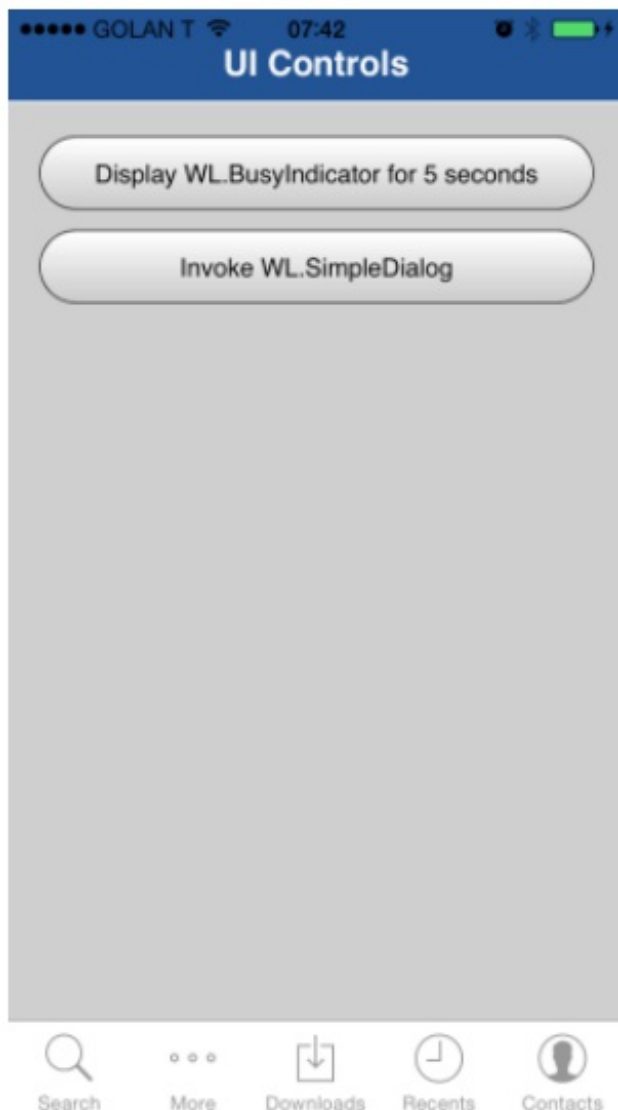 GOLAN T 07:42
UI Controls
Display WL.BusyIndicator for 5 seconds
Invoke WL.SimpleDialog
Search More Downloads Recents Contacts